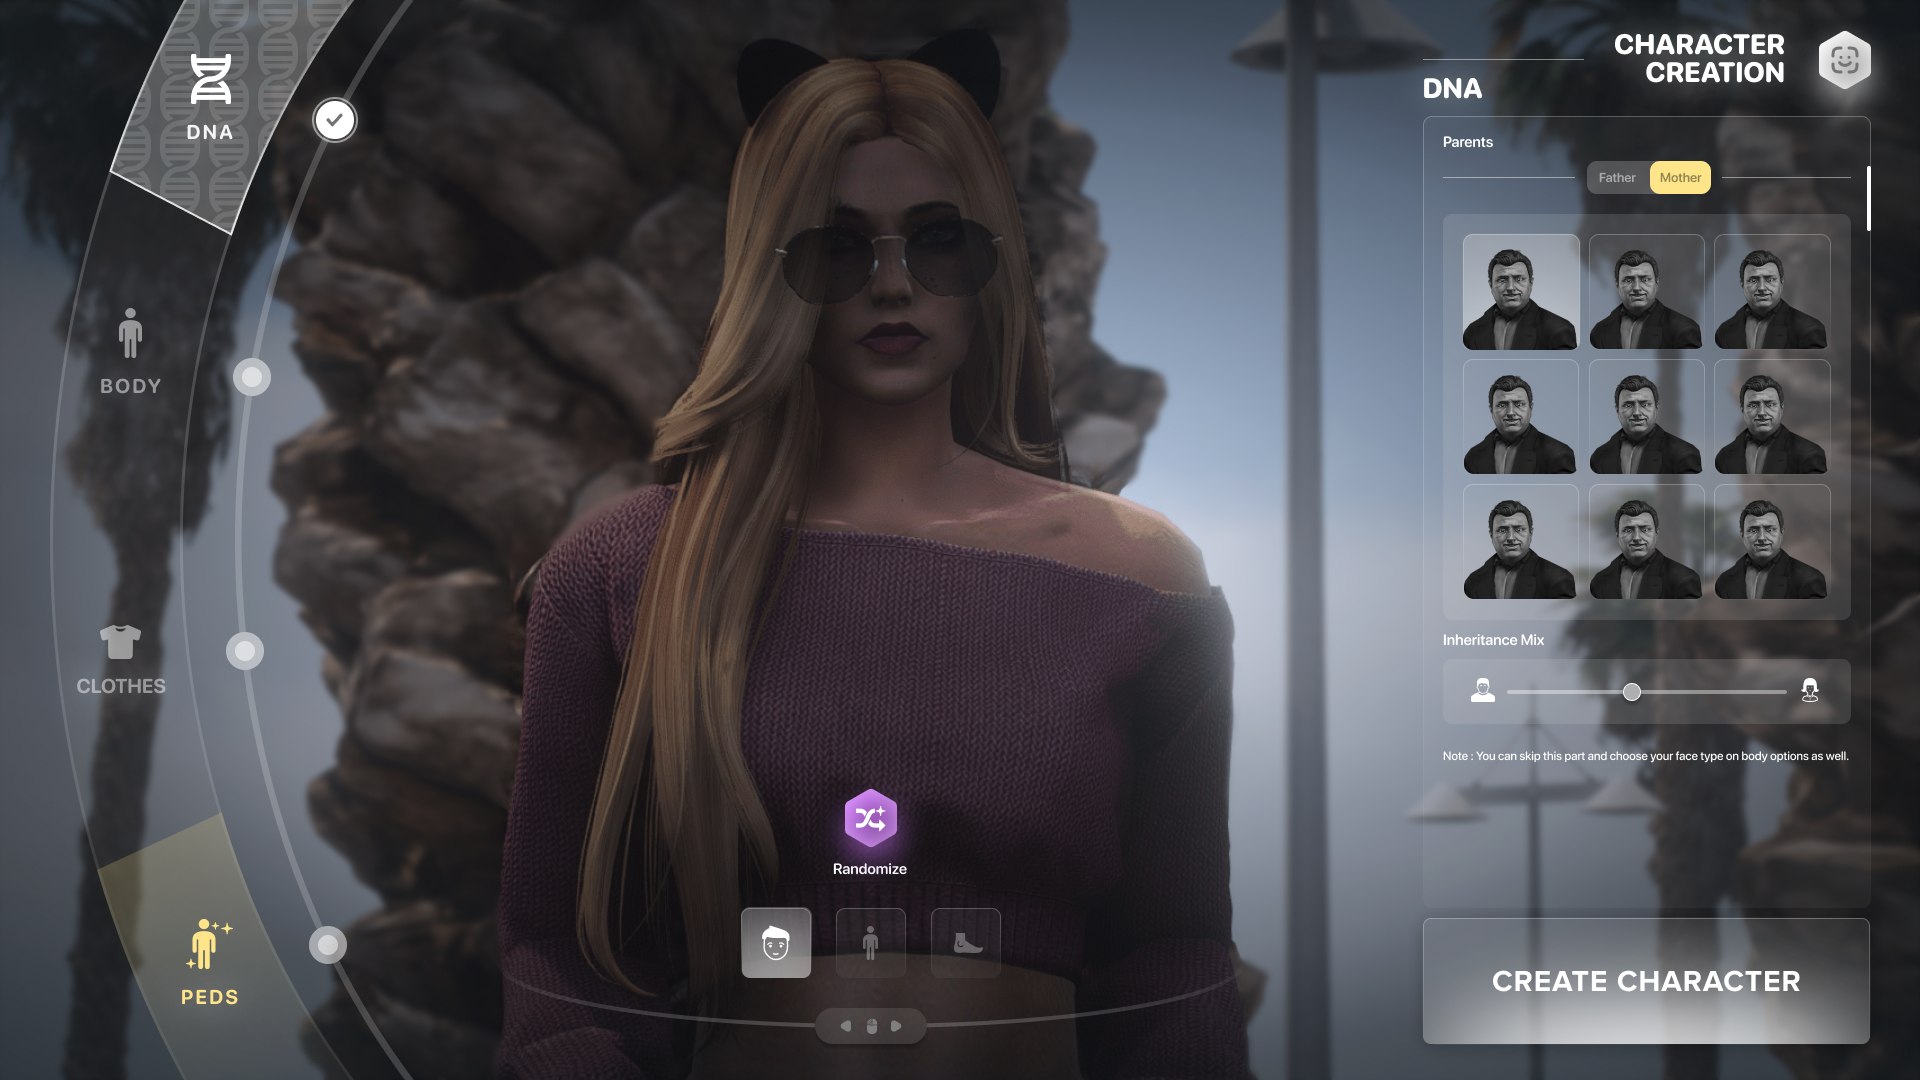 DNA
BODY
CLOTHES
PEDS
Randomize
CHARACTER
CREATION
DNA
Parents
Father
Mother
Inheritance Mix
Note : You can skip this part and choose your face type on body options as well.
CREATE CHARACTER